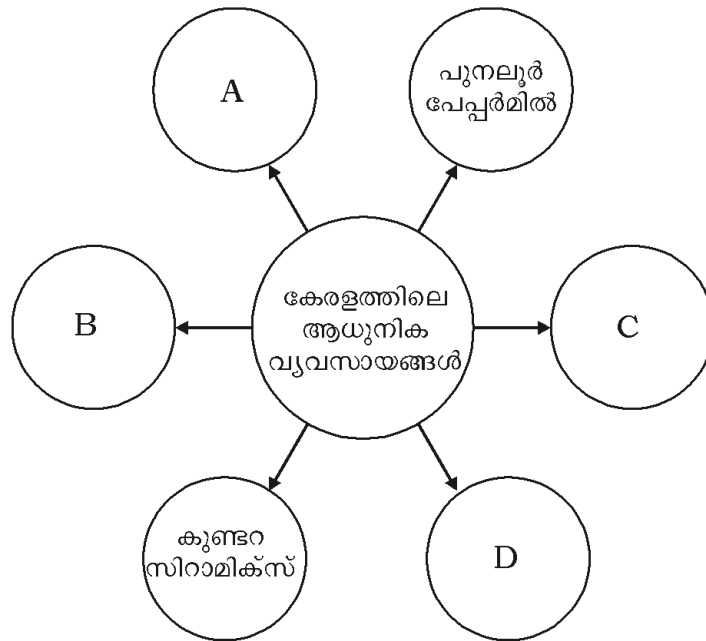 A
പുനലൂർ
പേപ്പർമിൽ
B
കേരളത്തിലെ
ആധുനിക
വ്യവസായങ്ങൾ
C
കുണ്ടറ
സിറാമിക്സ്
D